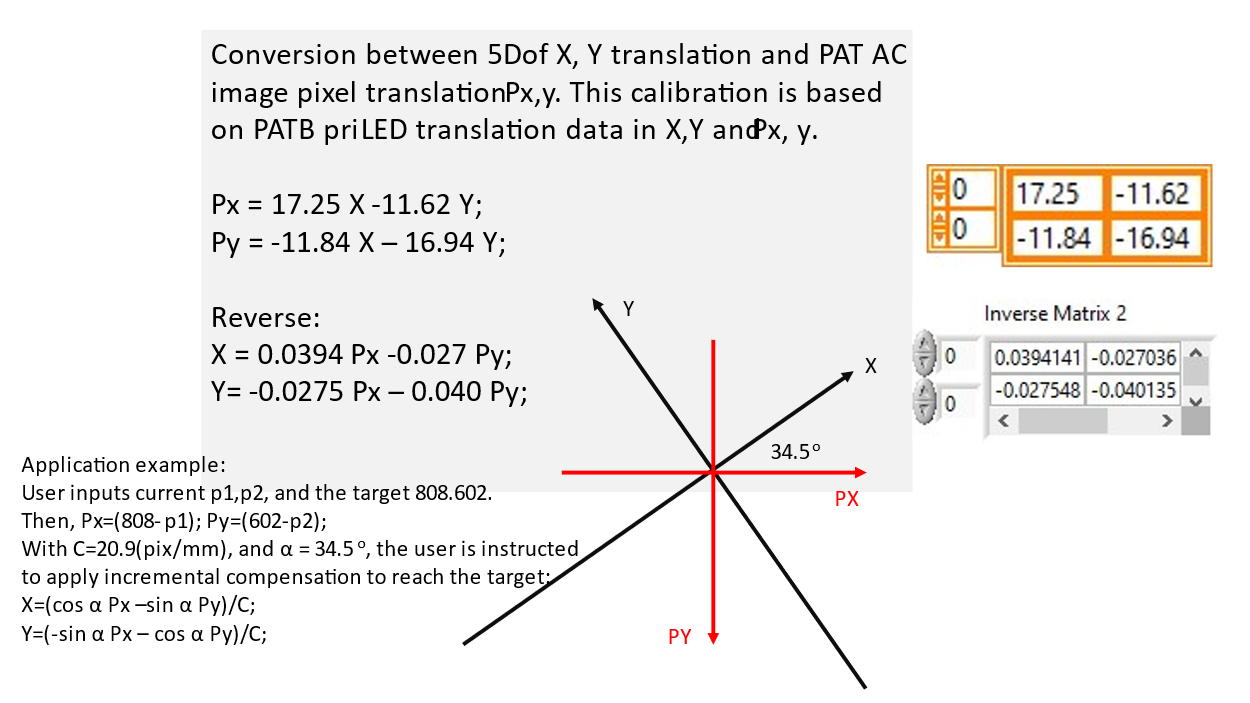 Conversion between 5Dof X, Y translation and PAT AC
image pixel translationPx,y. This calibration is based
on PATB priLED translation data in X,Y andPx, y.
Px = 17.25 X -11.62 Y;
Py = -11.84 X – 16.94 Y;
Reverse:
X = 0.0394 Px -0.027 Py;
Y= -0.0275 Px – 0.040 Py;
0 17.25 -11.62
0 -11.84 -16.94
Inverse Matrix 2
0 0.0394141 -0.027036
0 -0.027548 -0.040135
Y
X
34.5°
PX
PY
Application example:
User inputs current p1,p2, and the target 808.602.
Then, Px=(808-p1); Py=(602-p2);
With C=20.9(pix/mm), and α = 34.5°, the user is instructed
to apply incremental compensation to reach the target:
X=(cos α Px –sin α Py)/C;
Y=(-sin α Px – cos α Py)/C;